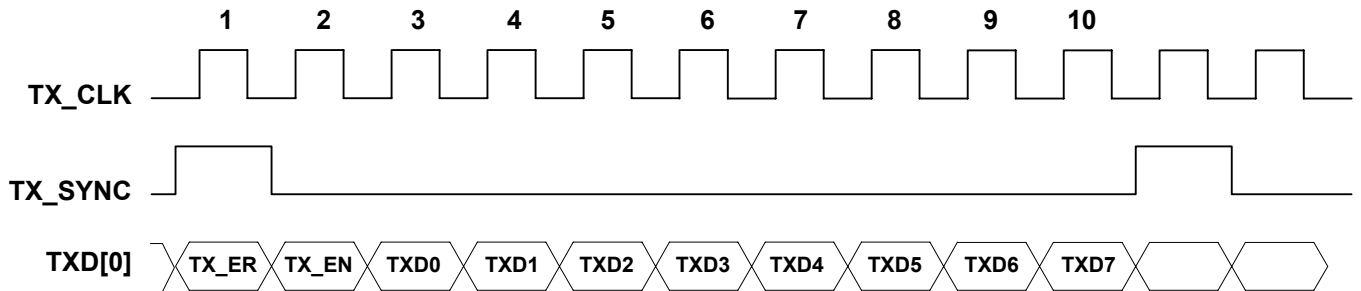 1 2 3 4 5 6 7 8 9 10
TX_CLK
TX_SYNC
TXD[0] TX_ER TX_EN TXD0 TXD1 TXD2 TXD3 TXD4 TXD5 TXD6 TXD7